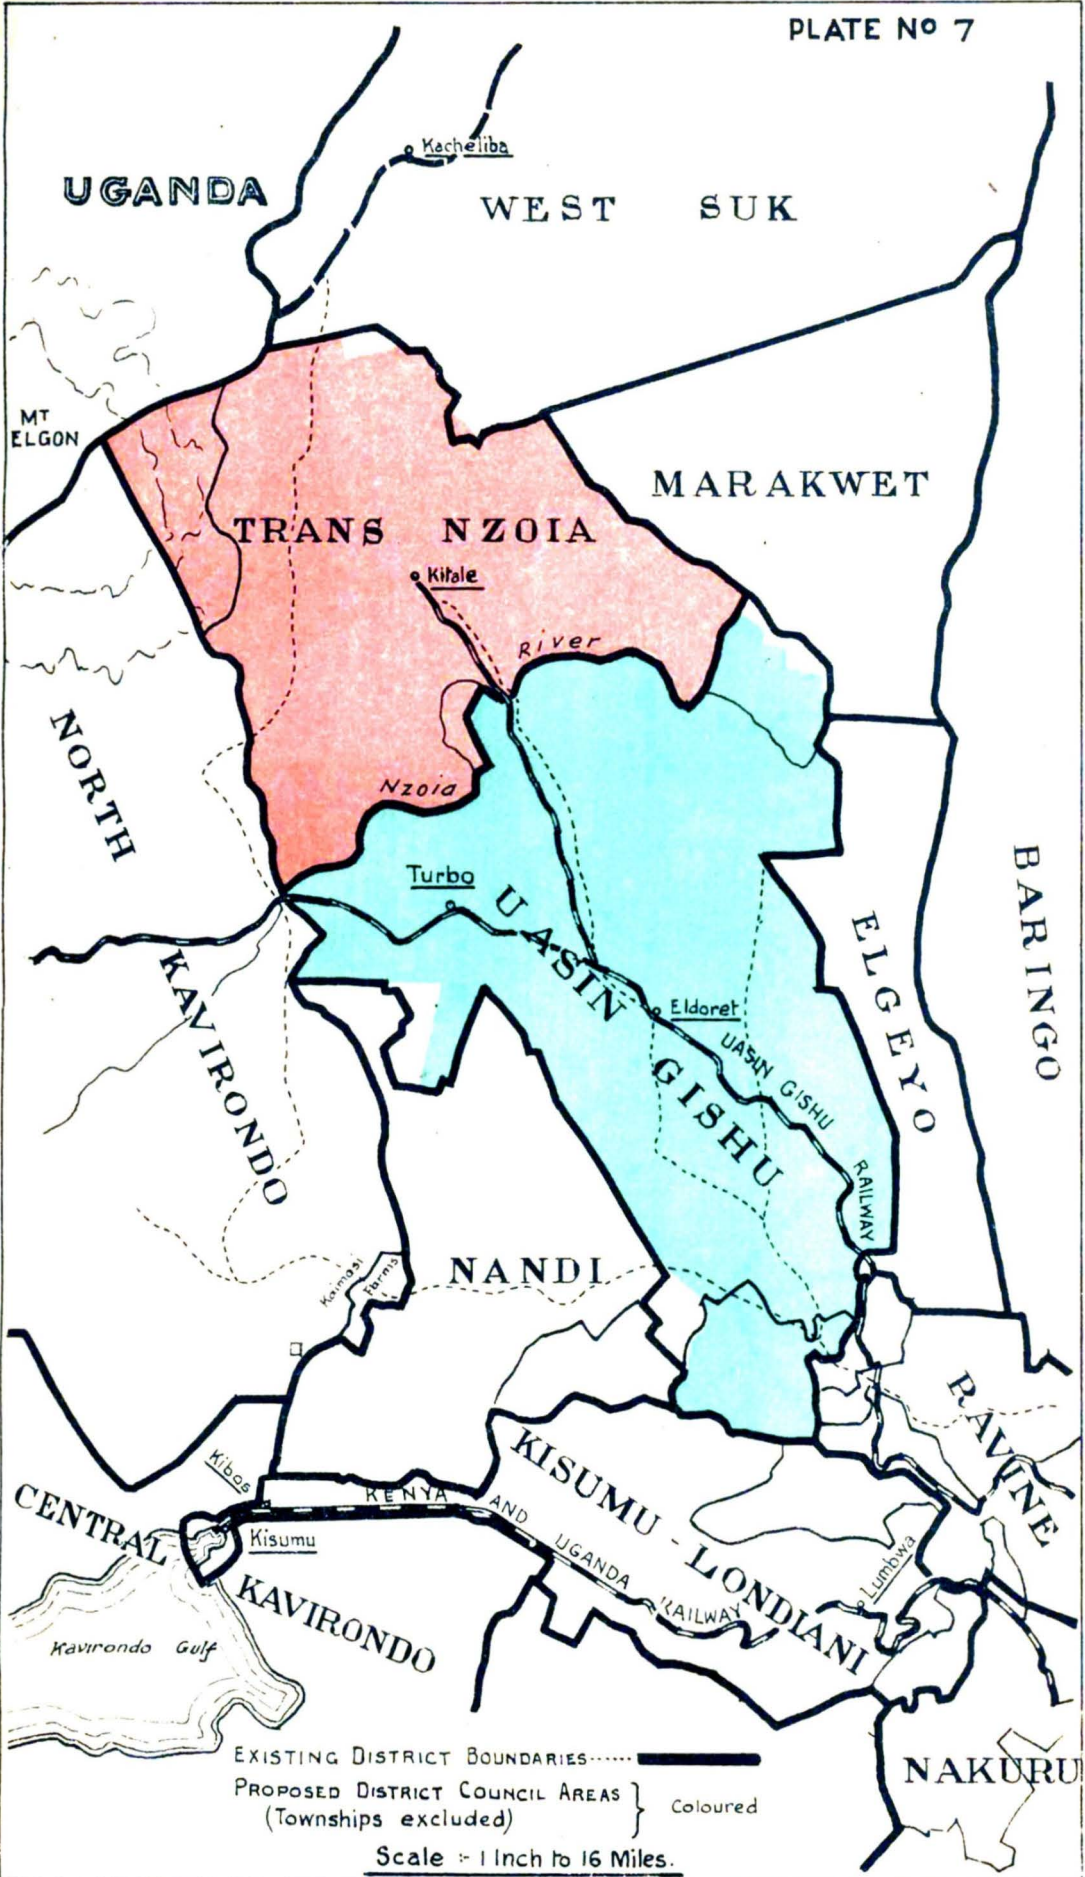 PLATE No 7
Kacheliba
UGANDA
WEST SUK
MT
ELGON
MARAKWET
TRANS NZOIA
Kitale
River
NORTH
Nzoia
Turbo
BARINGO
UASIN
ELGEYO
KAVIRONDO
Eldoret
UASIN GISHU
GISHU
RAILWAY
Kaimosi
Farms
NANDI
RAVINE
Kibos
KISUMU - LONDIANI
CENTRAL
KENYA AND UGANDA RAILWAY
Kisumu
Lumbwa
KAVIRONDO
Kavirondo Gulf
EXISTING DISTRICT BOUNDARIES......
PROPOSED DISTRICT COUNCIL AREAS
(Townships excluded)
Coloured
NAKURU
Scale :- 1 Inch to 16 Miles.